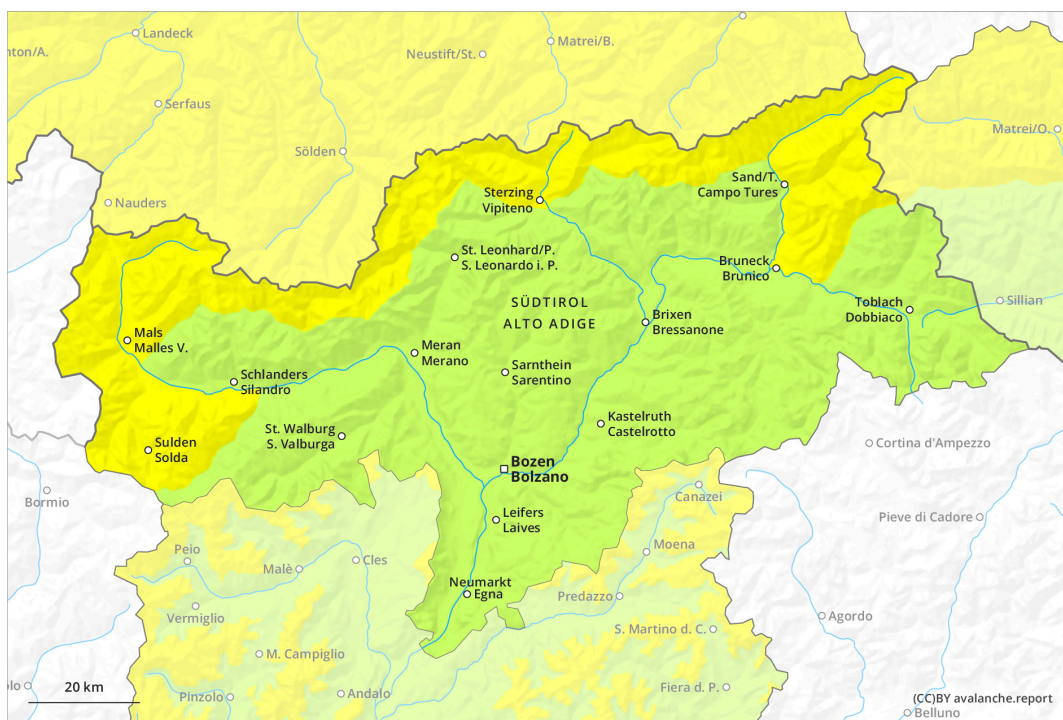 Landeck
Matrei/B.
Neustift/St.
nton/A.
Serfaus
Matrei/O.
Sölden
Sand/T.
Campo Tures
Sterzing
Vipiteno
Nauders
St. Leonhard/P.
S. Leonardo i. P.
Bruneck
Brunico
SÜDTIROL
ALTO ADIGE
Toblach
Dobbiaco
Sillian
Brixen
Bressanone
Mals
Malles V.
Meran
Merano
Sarnthein
Sarentino
Schlanders
Silandro
Kastelruth
Castelrotto
St. Walburg
S. Valburga
Sulden
Solda
Cortina d'Ampezzo
Bozen
Bolzano
Bormio
Canazei
Leifers
Laives
Pieve di Cadore
Peio
Moena
Cles
Malè
Neumarkt
Egna
Predazzo
Vermiglio
Agordo
S. Martino d. C.
M. Campiglio
20 km
olo
Pinzolo
Andalo
Fiera d. P.
(CC)BY avalanche.report
Belluno